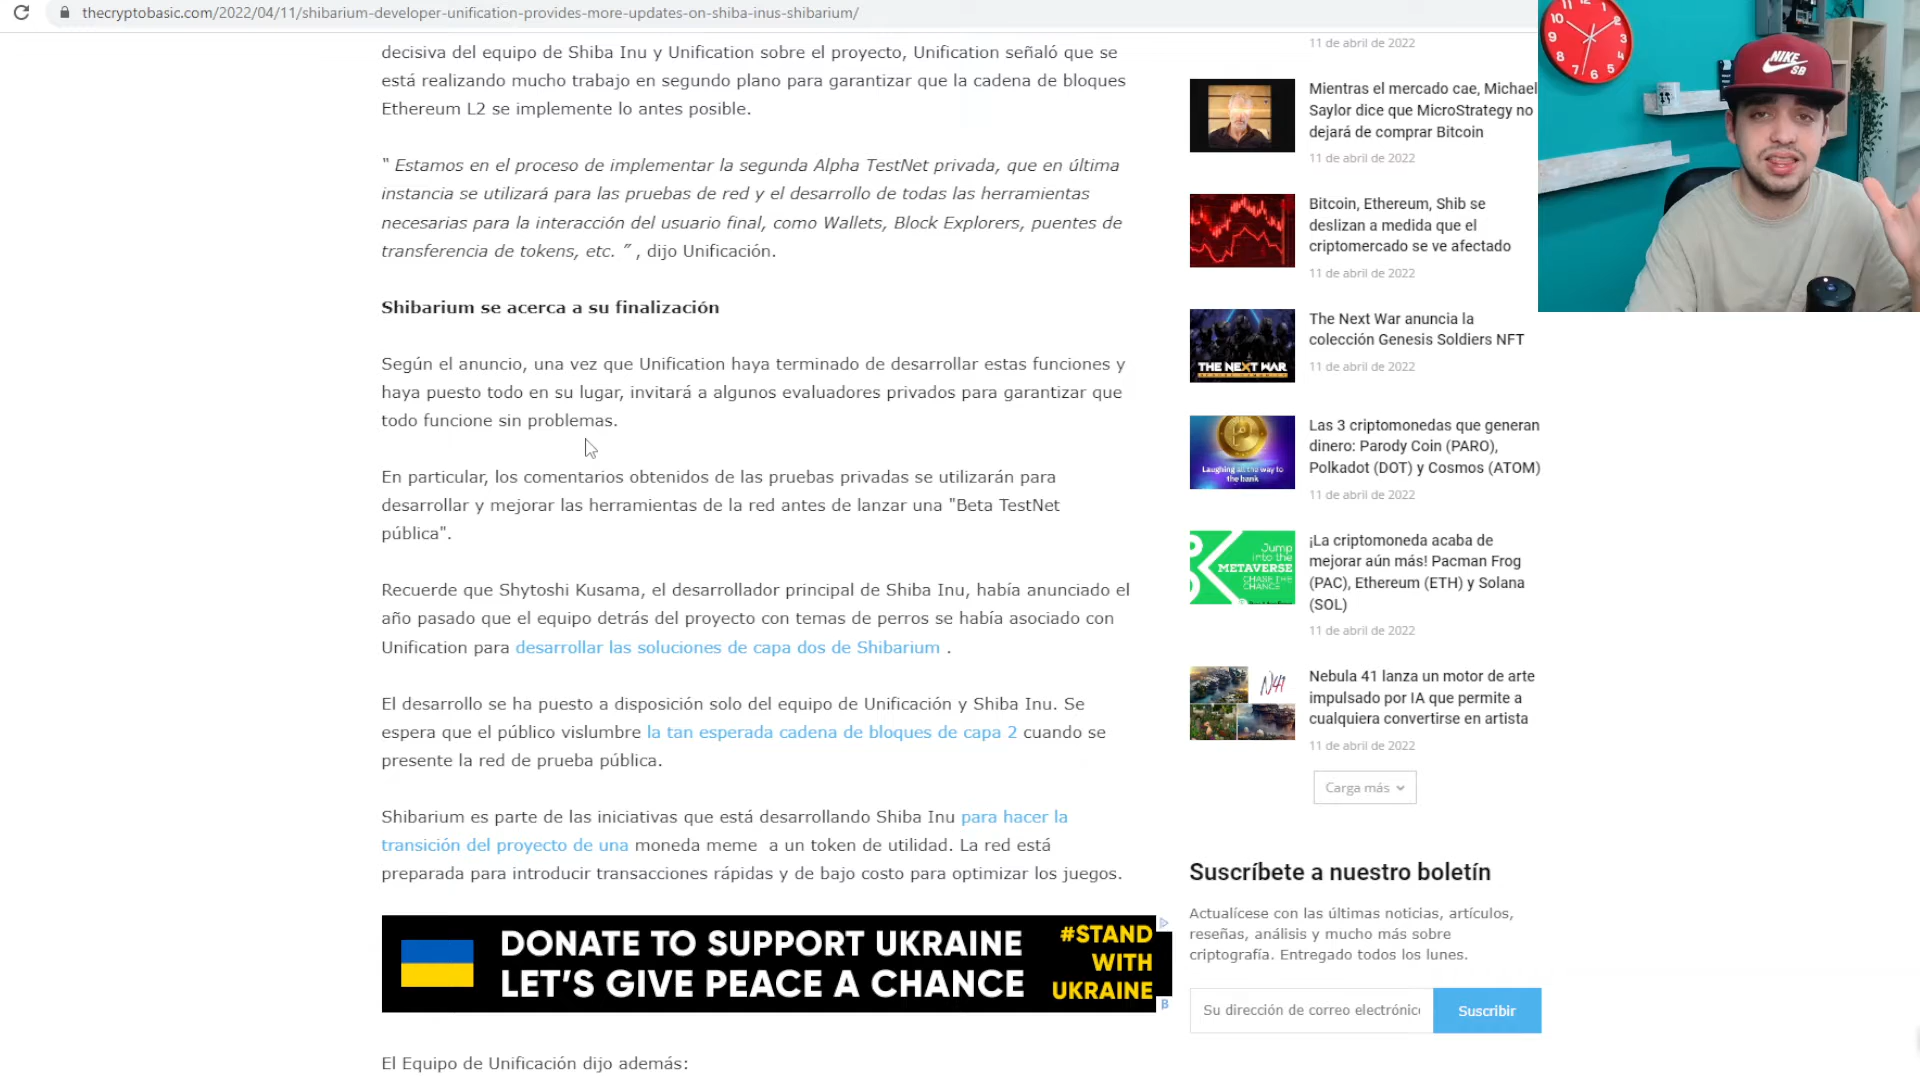 thecryptobasic.com/2022/04/11/shibarium-developer-unification-provides-more-updates-on-shiba-inus-shibarium/
decisiva del equipo de Shiba Inu y Unification sobre el proyecto, Unification señaló que se
está realizando mucho trabajo en segundo plano para garantizar que la cadena de bloques
Ethereum L2 se implemente lo antes posible.
“ Estamos en el proceso de implementar la segunda Alpha TestNet privada, que en última
instancia se utilizará para las pruebas de red y el desarrollo de todas las herramientas
necesarias para la interacción del usuario final, como Wallets, Block Explorers, puentes de
transferencia de tokens, etc. ” , dijo Unificación.
Shibarium se acerca a su finalización
Según el anuncio, una vez que Unification haya terminado de desarrollar estas funciones y
haya puesto todo en su lugar, invitará a algunos evaluadores privados para garantizar que
todo funcione sin problemas.
En particular, los comentarios obtenidos de las pruebas privadas se utilizarán para
desarrollar y mejorar las herramientas de la red antes de lanzar una "Beta TestNet
pública".
Recuerde que Shytoshi Kusama, el desarrollador principal de Shiba Inu, había anunciado el
año pasado que el equipo detrás del proyecto con temas de perros se había asociado con
Unification para desarrollar las soluciones de capa dos de Shibarium .
El desarrollo se ha puesto a disposición solo del equipo de Unificación y Shiba Inu. Se
espera que el público vislumbre la tan esperada cadena de bloques de capa 2 cuando se
presente la red de prueba pública.
Shibarium es parte de las iniciativas que está desarrollando Shiba Inu para hacer la
transición del proyecto de una moneda meme a un token de utilidad. La red está
preparada para introducir transacciones rápidas y de bajo costo para optimizar los juegos.
DONATE TO SUPPORT UKRAINE
LET'S GIVE PEACE A CHANCE
#STAND
WITH
UKRAINE
B
El Equipo de Unificación dijo además:
11 de abril de 2022
Mientras el mercado cae, Michael
Saylor dice que MicroStrategy no
dejará de comprar Bitcoin
11 de abril de 2022
Bitcoin, Ethereum, Shib se
deslizan a medida que el
criptomercado se ve afectado
11 de abril de 2022
THE NEXT WAR
The Next War anuncia la
colección Genesis Soldiers NFT
11 de abril de 2022
Laughing all the way to
the bank
Las 3 criptomonedas que generan
dinero: Parody Coin (PARO),
Polkadot (DOT) y Cosmos (ATOM)
11 de abril de 2022
Jump
into the
METAVERSE
CHASE THE
CHANCE
¡La criptomoneda acaba de
mejorar aún más! Pacman Frog
(PAC), Ethereum (ETH) y Solana
(SOL)
11 de abril de 2022
N41
Nebula 41 lanza un motor de arte
impulsado por IA que permite a
cualquiera convertirse en artista
11 de abril de 2022
Carga más
Suscríbete a nuestro boletín
Actualícese con las últimas noticias, artículos,
reseñas, análisis y mucho más sobre
criptografía. Entregado todos los lunes.
Su dirección de correo electrónic
Suscribir
10 11 12 1 2 3 4 5 6 7 8 9
NIKE
SB